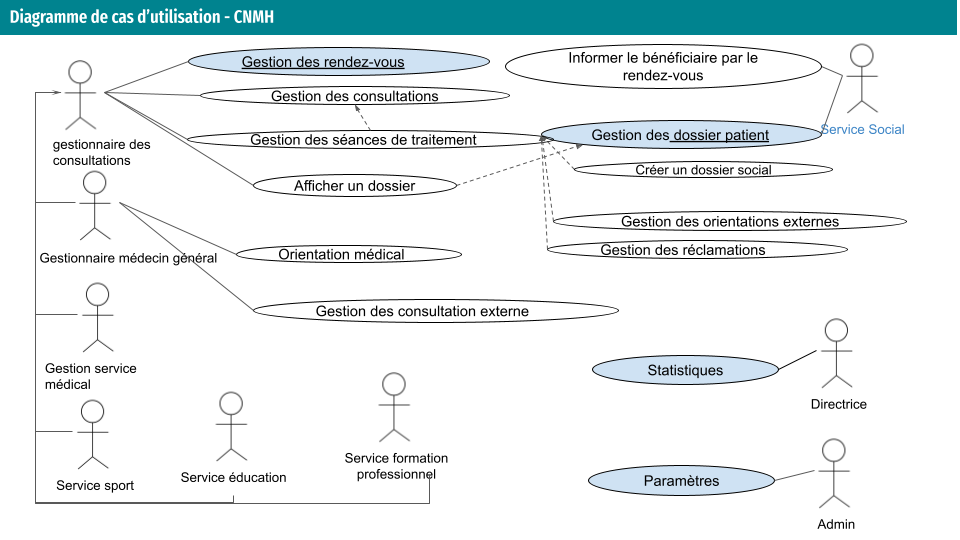 Diagramme de cas d'utilisation - CNMH
Gestion des rendez-vous
Informer le bénéficiaire par le
rendez-vous
Gestion des consultations
Service Social
Gestion des séances de traitement
Gestion des dossier patient
gestionnaire des
consultations
Créer un dossier social
Afficher un dossier
Gestion des orientations externes
Gestion des réclamations
Gestionnaire médecin général
Orientation médical
Gestion des consultation externe
Gestion service
médical
Statistiques
Directrice
Service formation
professionnel
Service éducation
Service sport
Paramètres
Admin